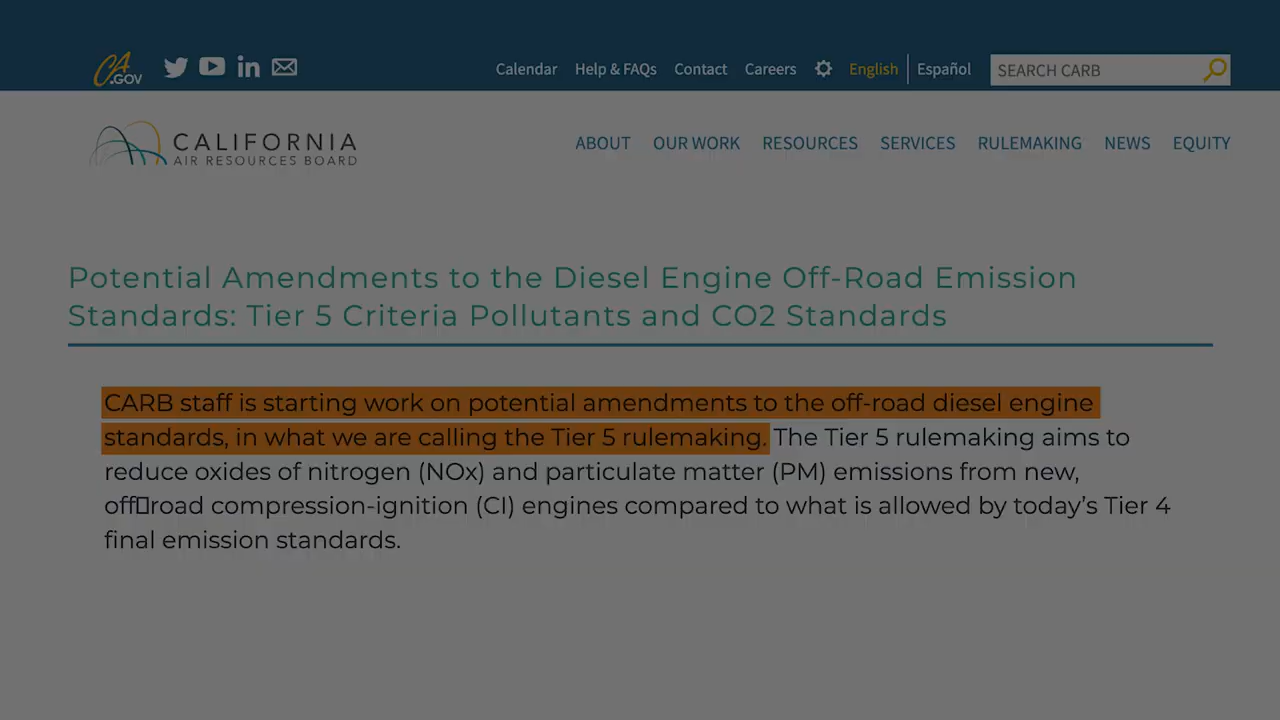 CA.GOV
Calendar Help & FAQs Contact Careers English Español SEARCH CARB
CALIFORNIA
AIR RESOURCES BOARD
ABOUT OUR WORK RESOURCES SERVICES RULEMAKING NEWS EQUITY
Potential Amendments to the Diesel Engine Off-Road Emission
Standards: Tier 5 Criteria Pollutants and CO2 Standards
CARB staff is starting work on potential amendments to the off-road diesel engine
standards, in what we are calling the Tier 5 rulemaking. The Tier 5 rulemaking aims to
reduce oxides of nitrogen (NOx) and particulate matter (PM) emissions from new,
off▯road compression-ignition (CI) engines compared to what is allowed by today’s Tier 4
final emission standards.